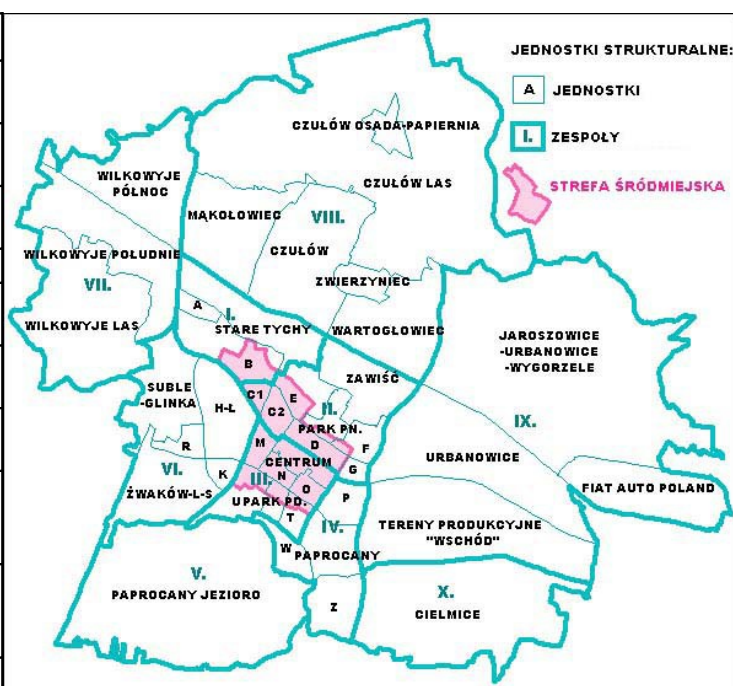 JEDNOSTKI STRUKTURALNE:
A JEDNOSTKI
I. ZESPOŁY
STREFA ŚRÓDMIEJSKA
CZUŁÓW OSADA-PAPIERNIA
CZUŁÓW LAS
WILKOWYJE
PÓŁNOC
MĄKOŁOWIEC
VIII.
CZUŁÓW
WILKOWYJE POŁUDNIE
VII.
ZWIERZYNIEC
WILKOWYJE LAS
A
I.
STARE TYCHY
WARTOGŁOWIEC
JAROSZOWICE
-URBANOWICE
-WYGORZELE
B
ZAWIŚĆ
SUBLE
-GLINKA
H-Ł
C1
E
C2
II.
IX.
PARK PN.
R
M
D
F
CENTRUM
URBANOWICE
G
VI.
K
III.
N
O
P
FIAT AUTO POLAND
ŻWAKÓW-L-S
U
PARK PD.
T
IV.
TERENY PRODUKCYJNE
"WSCHÓD"
W
PAPROCANY
V.
PAPROCANY JEZIORO
X.
CIELMICE
Z